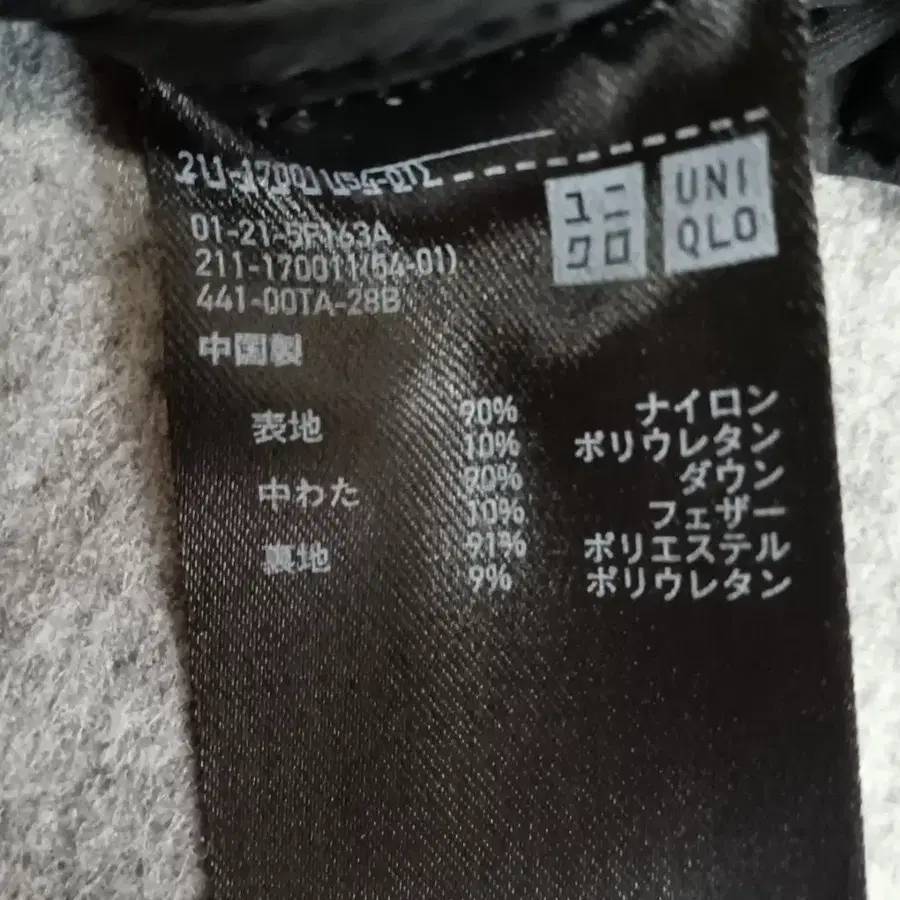 211-170011(54-01)
ユニ
クロ
UNI
QLO
01-21-5F163A
211-170011(54-01)
441-00TA-28B
中国製
表地 90% ナイロン
10% ポリウレタン
中わた 90% ダウン
10% フェザー
裏地 91% ポリエステル
9% ポリウレタン